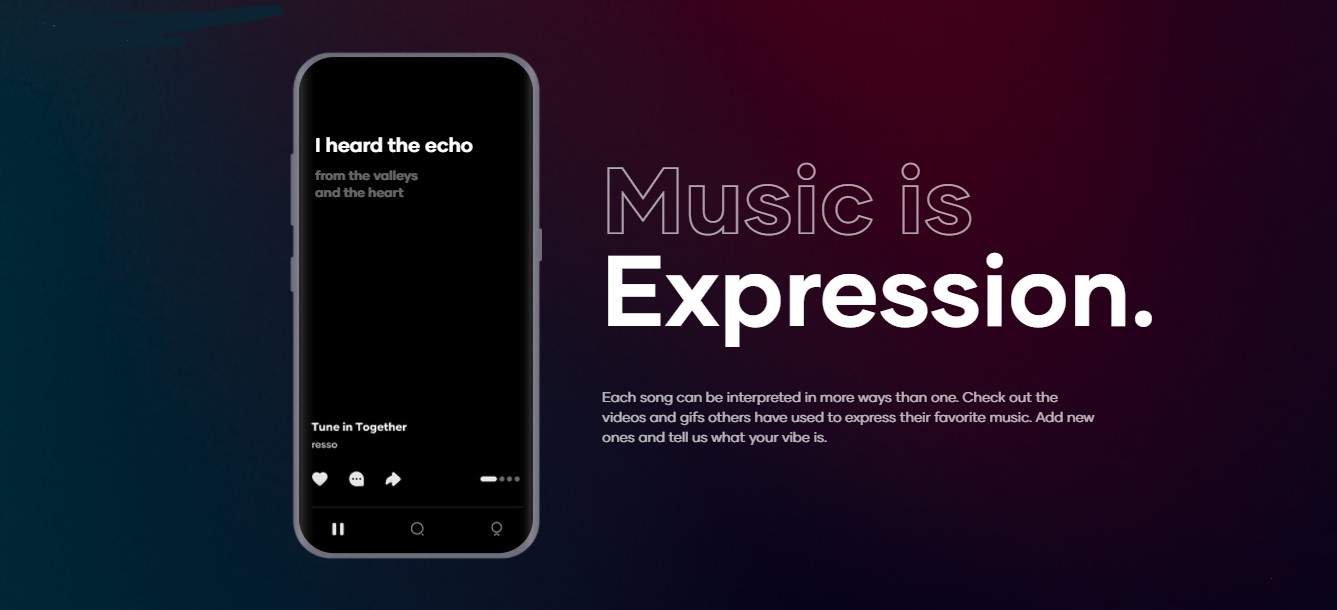 I heard the echo
from the valleys
and the heart
Tune in Together
resso
Music is
Expression.
Each song can be interpreted in more ways than one. Check out the
videos and gifs others have used to express their favorite music. Add new
ones and tell us what your vibe is.